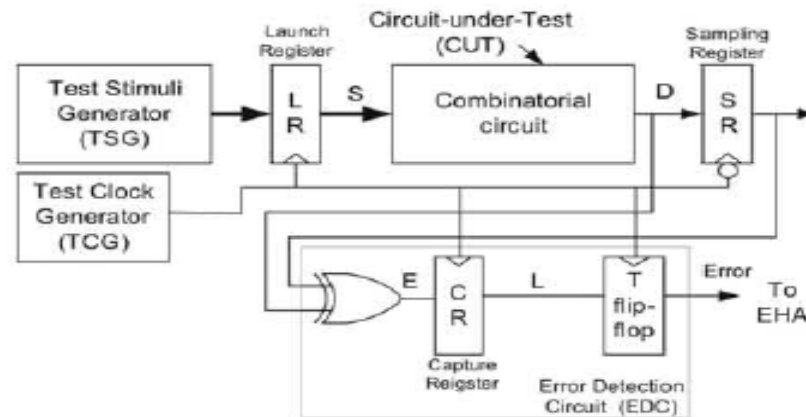 Launch
Register
Circuit-under-Test
(CUT)
Sampling
Register
Test Stimuli
Generator
(TSG)
L
R
S
Combinatorial
circuit
D
S
R
Test Clock
Generator
(TCG)
E
C
R
L
T
flip-
flop
Error
To
EHA
Capture
Reigster
Error Detection
Circuit (EDC)